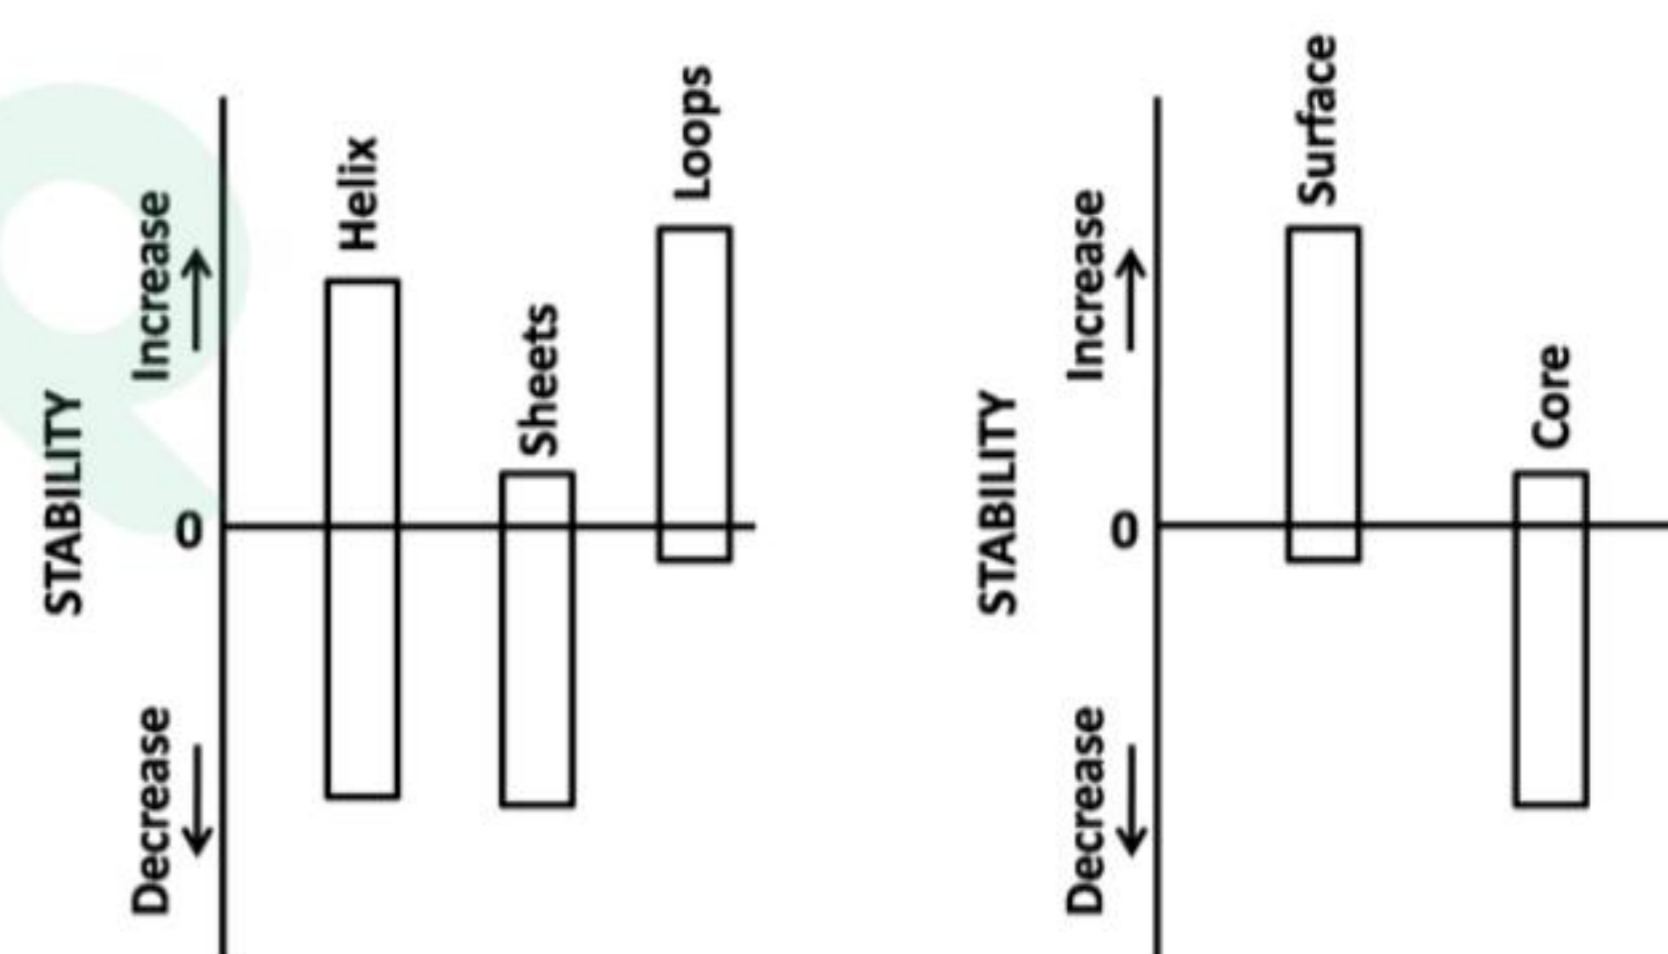 STABILITY
Increase
0
Decrease
Helix
Sheets
Loops
STABILITY
Increase
0
Decrease
Surface
Core